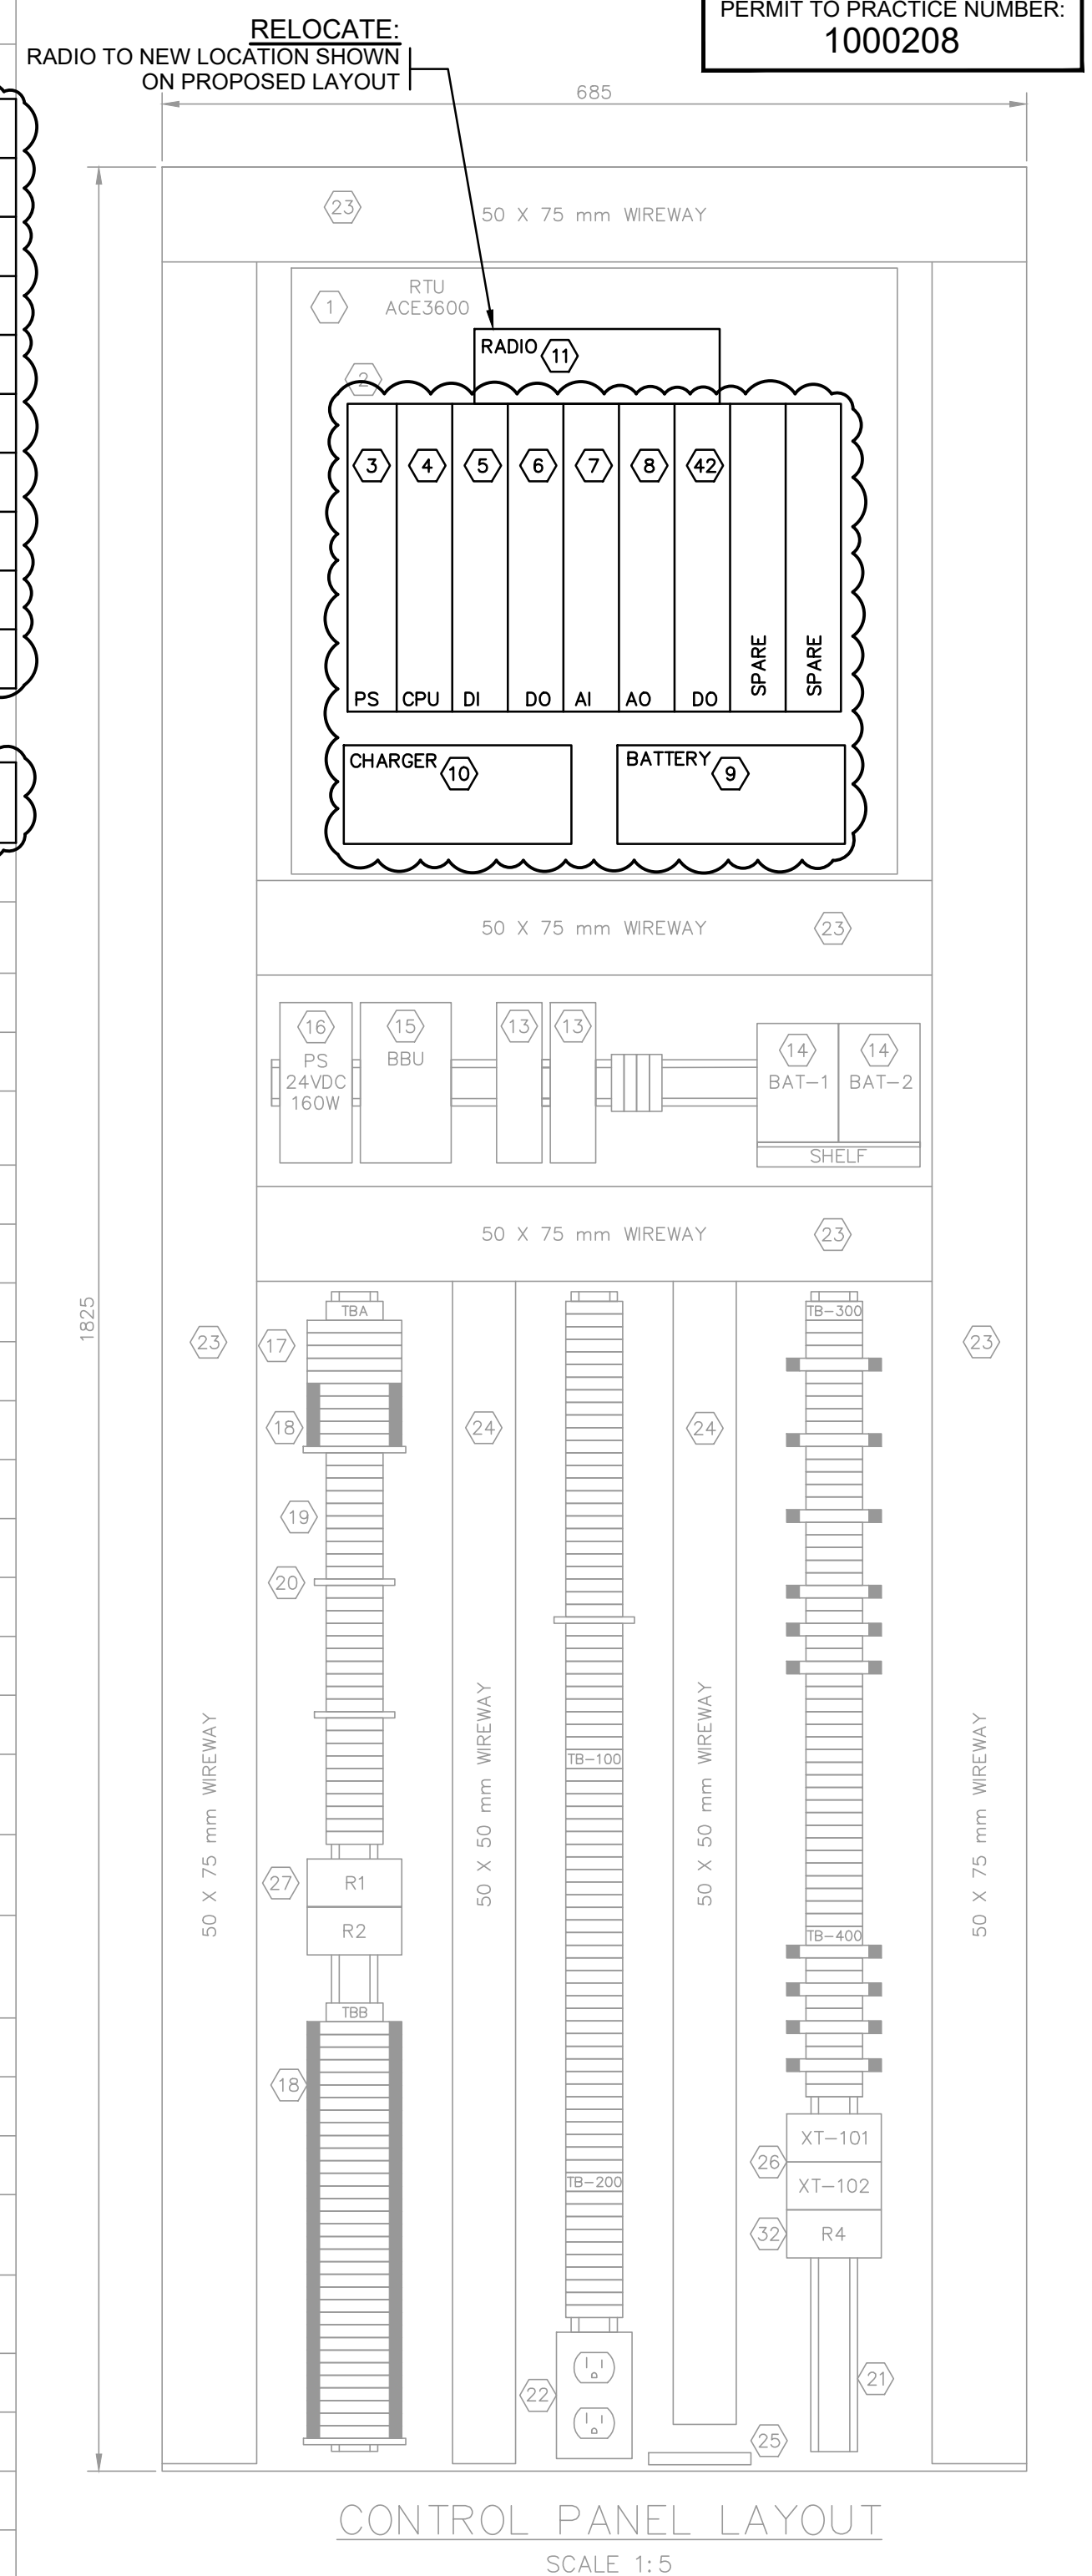 PERMIT TO PRACTICE NUMBER:
1000208
RELOCATE:
RADIO TO NEW LOCATION SHOWN
ON PROPOSED LAYOUT
685
23
50 X 75 mm WIREWAY
1
RTU
ACE3600
RADIO 11
2
3 4 5 6 7 8 42
PS CPU DI DO AI AO DO SPARE SPARE
CHARGER 10
BATTERY 9
50 X 75 mm WIREWAY 23
16
PS
24VDC
160W
15
BBU
13
13
14
BAT-1
14
BAT-2
SHELF
50 X 75 mm WIREWAY 23
1825
TBA
TB-300
23
17
23
18
24
24
19
20
50 X 75 mm WIREWAY
50 X 50 mm WIREWAY
50 X 50 mm WIREWAY
50 X 75 mm WIREWAY
TB-100
27
R1
R2
TB-400
TBB
18
XT-101
26
XT-102
TB-200
32
R4
22
21
25
CONTROL PANEL LAYOUT
SCALE 1:5